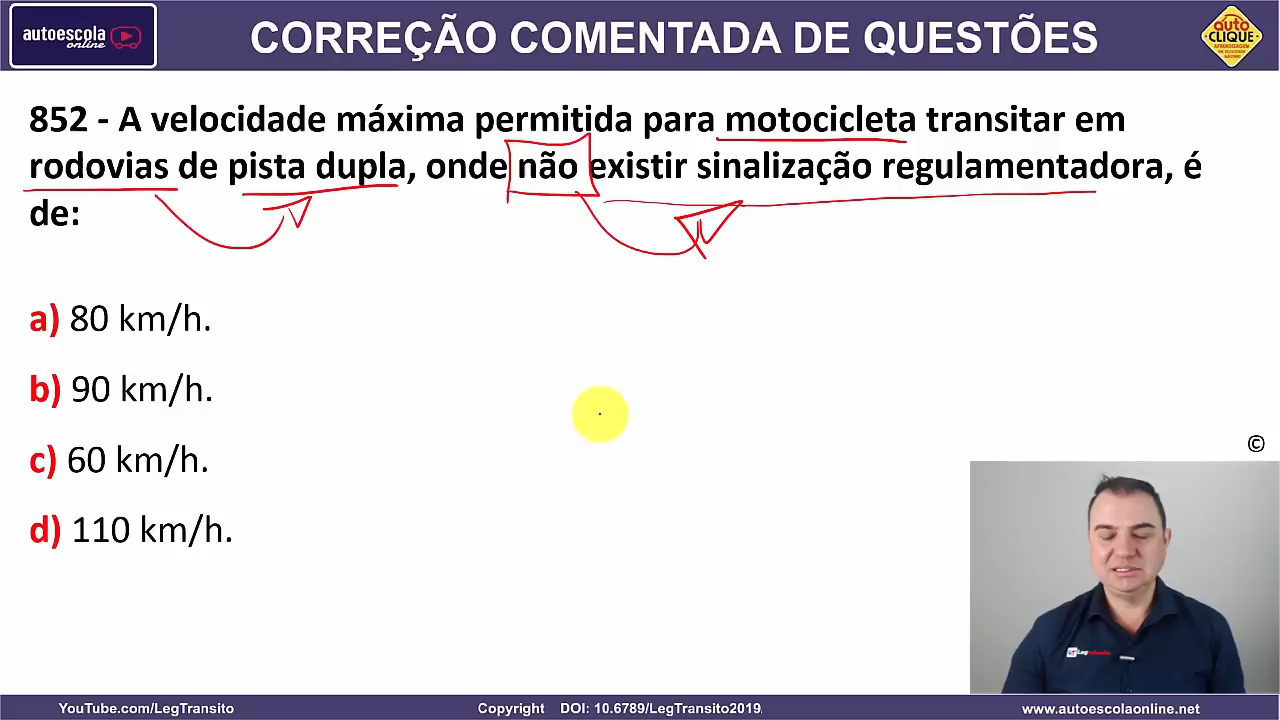 autoescola
online
CORREÇÃO COMENTADA DE QUESTÕES
auto
CLIQUE
852 - A velocidade máxima permitida para motocicleta transitar em
rodovias de pista dupla, onde não existir sinalização regulamentadora, é
de:
a) 80 km/h.
b) 90 km/h.
c) 60 km/h.
d) 110 km/h.
©
YouTube.com/LegTransito
Copyright DOI: 10.6789/LegTransito2019
www.autoescolaonline.net